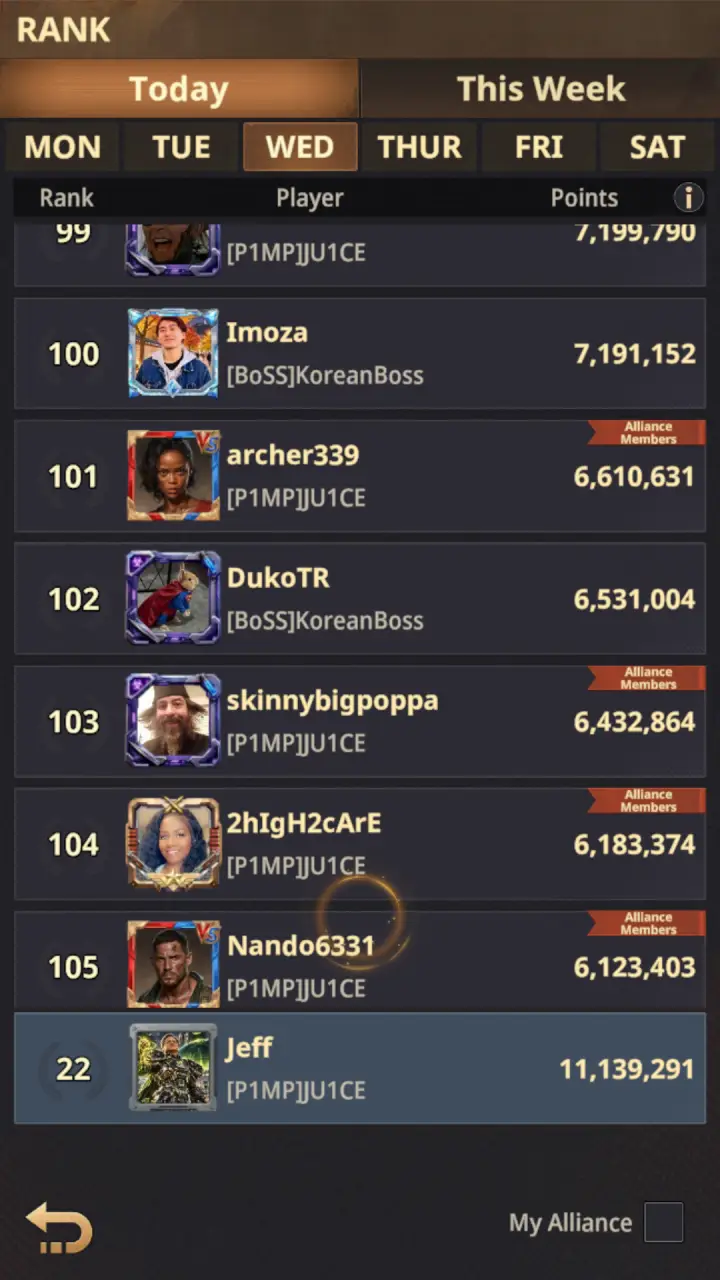 RANK
Today
This Week
MON TUE WED THUR FRI SAT
Rank Player Points i
99 7,199,790
[P1MP]JU1CE
Imoza
100 7,191,152
[BoSS]KoreanBoss
Alliance
Members
archer339
101 6,610,631
[P1MP]JU1CE
DukoTR
102 6,531,004
[BoSS]KoreanBoss
Alliance
Members
skinnybigpoppa
103 6,432,864
[P1MP]JU1CE
Alliance
Members
2hIgH2cArE
104 6,183,374
[P1MP]JU1CE
Alliance
Members
Nando6331
105 6,123,403
[P1MP]JU1CE
Jeff
22 11,139,291
[P1MP]JU1CE
My Alliance